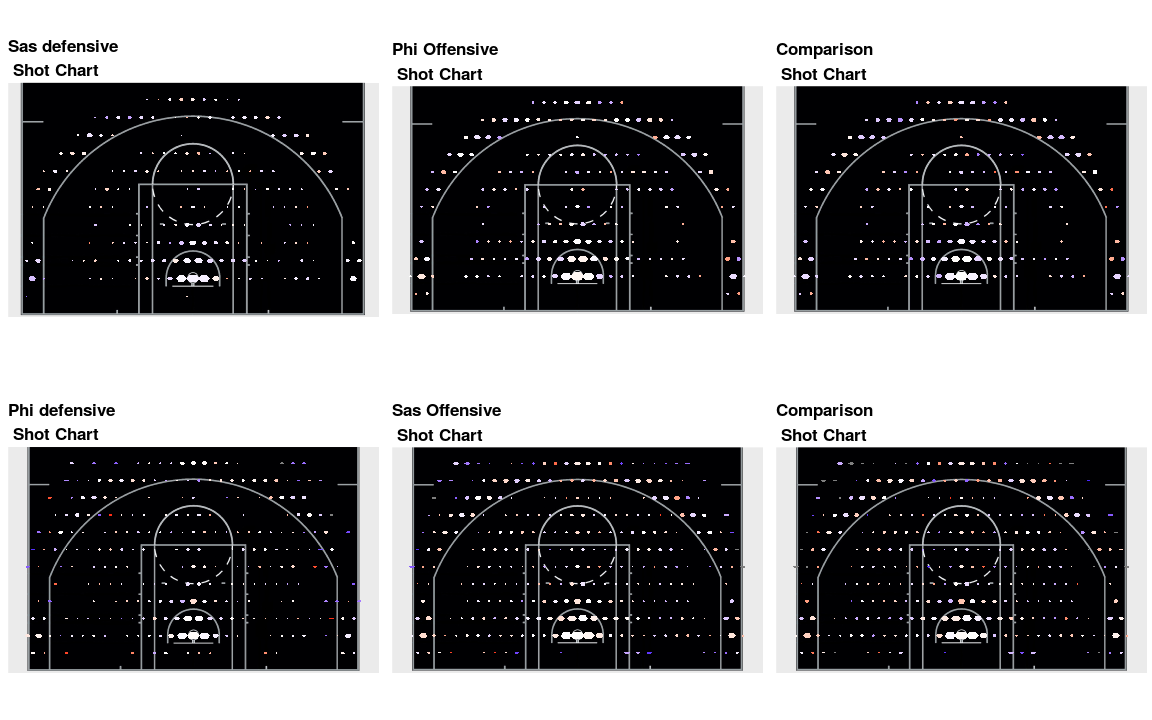 Sas defensive
Shot Chart
Phi Offensive
Shot Chart
Comparison
Shot Chart
Phi defensive
Shot Chart
Sas Offensive
Shot Chart
Comparison
Shot Chart